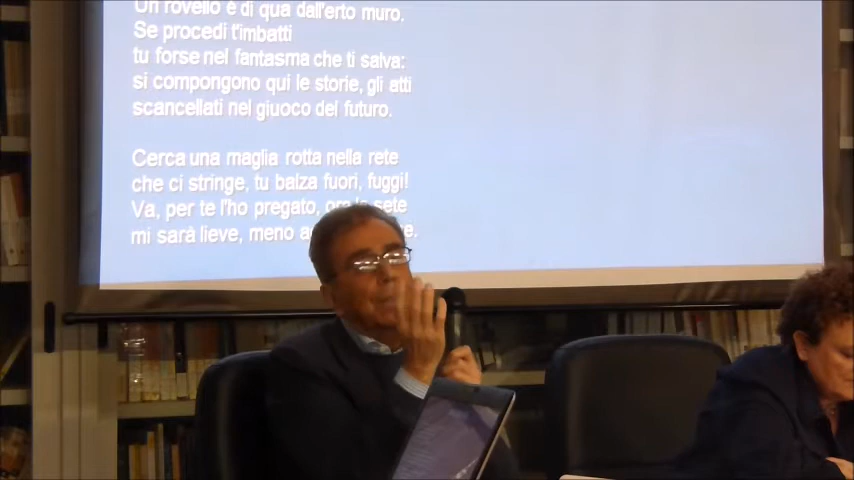 Un rovello è di qua dall'erto muro.
Se procedi t'imbatti
tu forse nel fantasma che ti salva:
si compongono qui le storie, gli atti
scancellati nel giuoco del futuro.
Cerca una maglia rotta nella rete
che ci stringe, tu balza fuori, fuggi!
Va, per te l'ho pregato, ora la sete
mi sarà lieve, meno